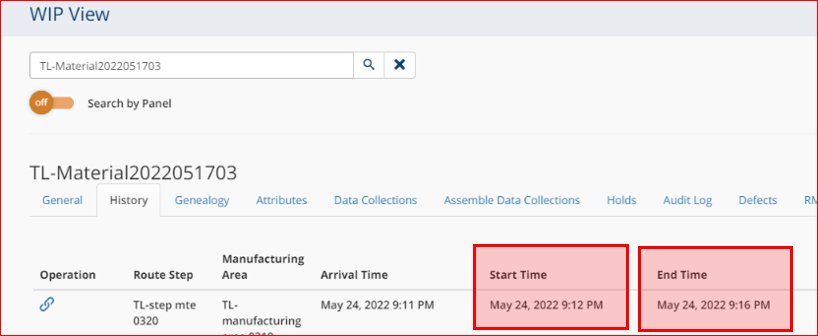 WIP View
TL-Material2022051703
off Search by Panel
TL-Material2022051703
General History Genealogy Attributes Data Collections Assemble Data Collections Holds Audit Log Defects RM
Operation Route Step Manufacturing Area Arrival Time Start Time End Time
TL-step mte TL- May 24, 2022 9:11 PM May 24, 2022 9:12 PM May 24, 2022 9:16 PM
0320 manufacturing
area 0310